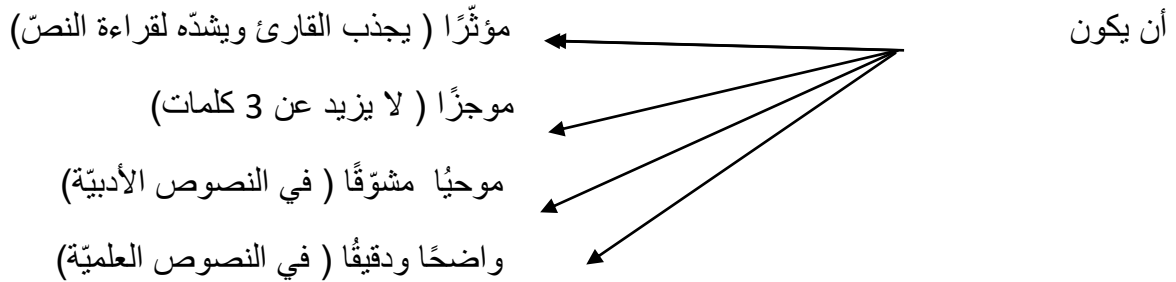 أن يكون مؤثّرًا ( يجذب القارئ ويشدّه لقراءة النصّ)
موجزًا ( لا يزيد عن 3 كلمات)
موحيُا مشوّقًا ( في النصوص الأدبيّة)
واضحًا ودقيقُا ( في النصوص العلميّة)